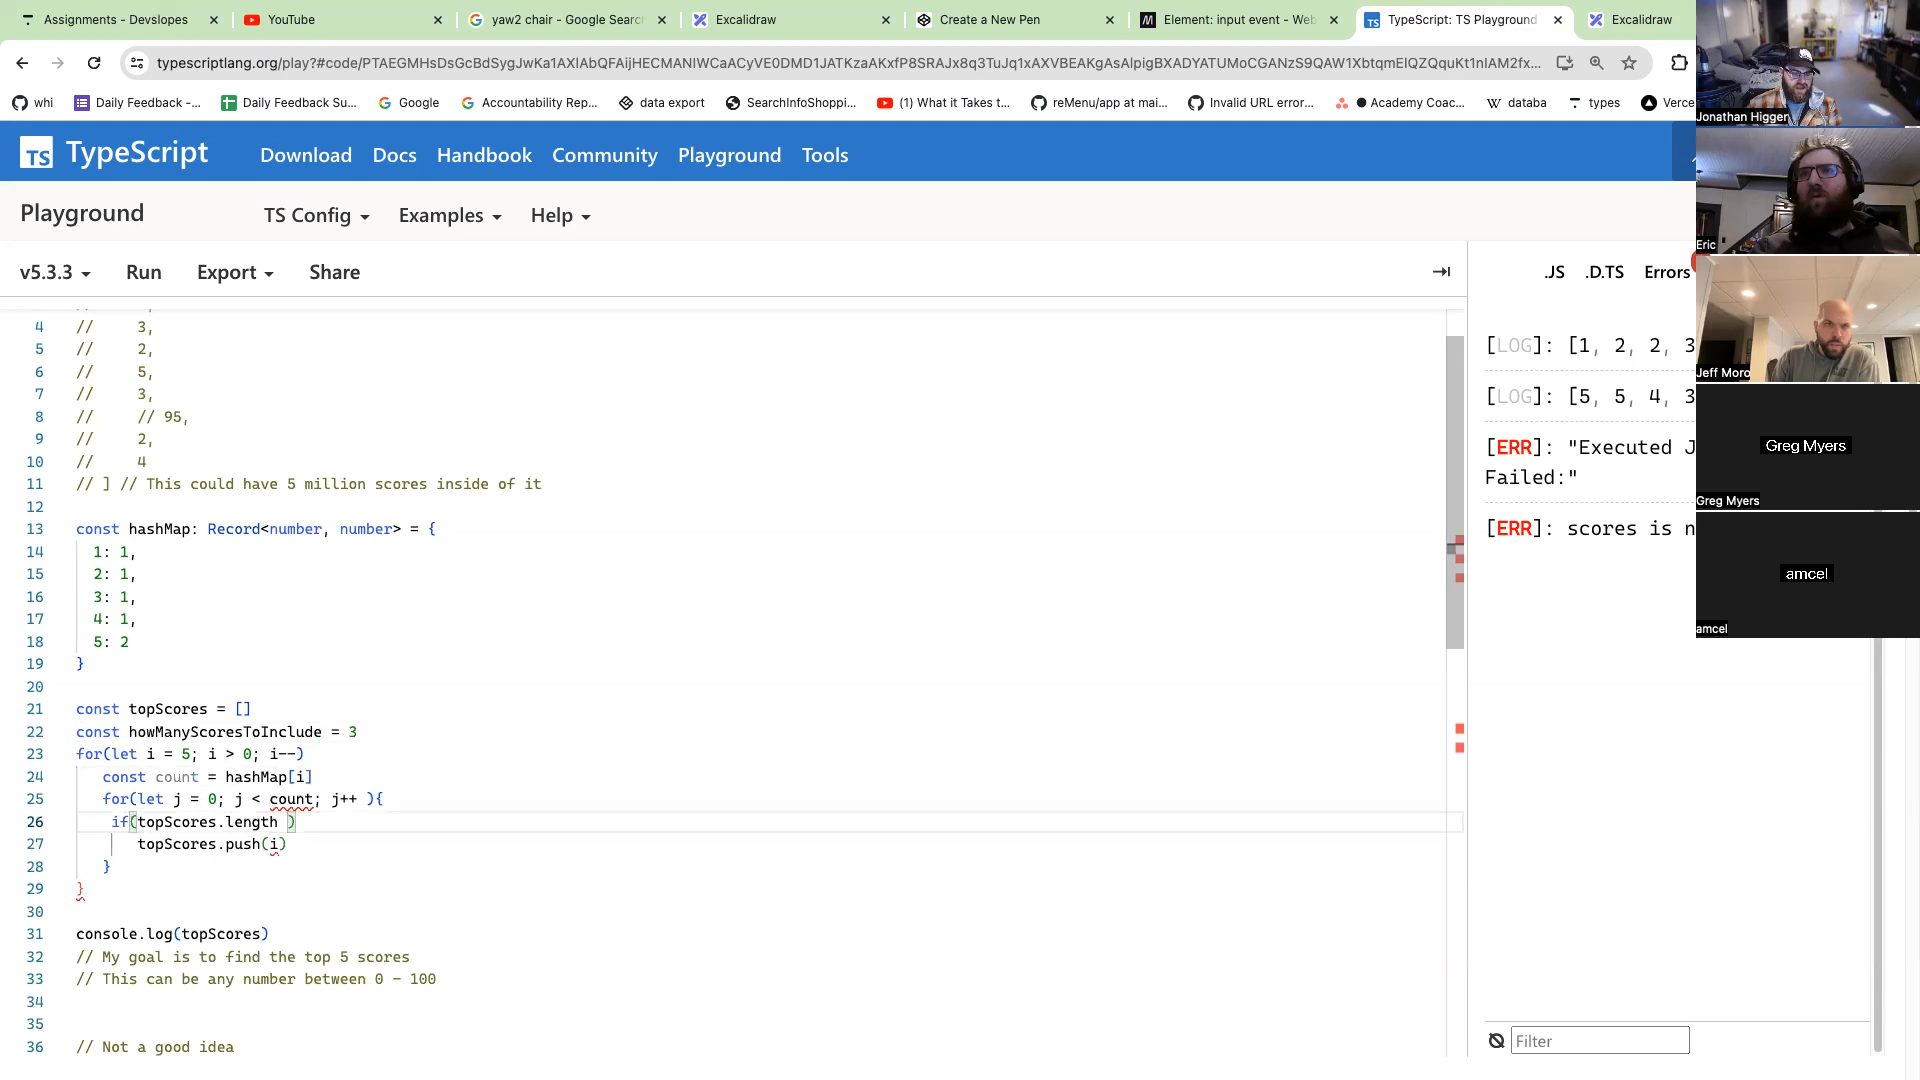 Assignments - Devslopes
YouTube
yaw2 chair - Google Search
Excalidraw
Create a New Pen
Element: input event - Web
TypeScript: TS Playground
Excalidraw
typescriptlang.org/play?#code/PTAEGMHsDsGcBdSygJwKa1AXIAbQFAijHECMANIWCaACyVE0DMD1JATKzaAKxfP8SRAJx8q3TuJq1xAXVBEAKgAsAlpigBXADYATUMoCGANzS9QAW1XbtqmEIQZQquKt1nIAM2fx...
whi
Daily Feedback -...
Daily Feedback Su...
Google
Accountability Rep...
data export
SearchInfoShoppi...
(1) What it Takes t...
reMenu/app at mai...
Invalid URL error...
Academy Coac...
databa
types
Verce
TS TypeScript
Download
Docs
Handbook
Community
Playground
Tools
Playground
TS Config
Examples
Help
v5.3.3
Run
Export
Share
.JS
.D.TS
Errors
4 // 3,
5 // 2,
6 // 5,
7 // 3,
8 // // 95,
9 // 2,
10 // 4
11 // ] // This could have 5 million scores inside of it
12
13 const hashMap: Record<number, number> = {
14 1: 1,
15 2: 1,
16 3: 1,
17 4: 1,
18 5: 2
19 }
20
21 const topScores = []
22 const howManyScoresToInclude = 3
23 for(let i = 5; i > 0; i--)
24 const count = hashMap[i]
25 for(let j = 0; j < count; j++ ){
26 if(topScores.length )
27 topScores.push(i)
28 }
29 }
30
31 console.log(topScores)
32 // My goal is to find the top 5 scores
33 // This can be any number between 0 - 100
34
35
36 // Not a good idea
[LOG]: [1, 2, 2, 3
[LOG]: [5, 5, 4, 3
[ERR]: "Executed J
Failed:"
[ERR]: scores is n
Filter
Jonathan Higger
Eric
Jeff Moro
Greg Myers
Greg Myers
amcel
amcel